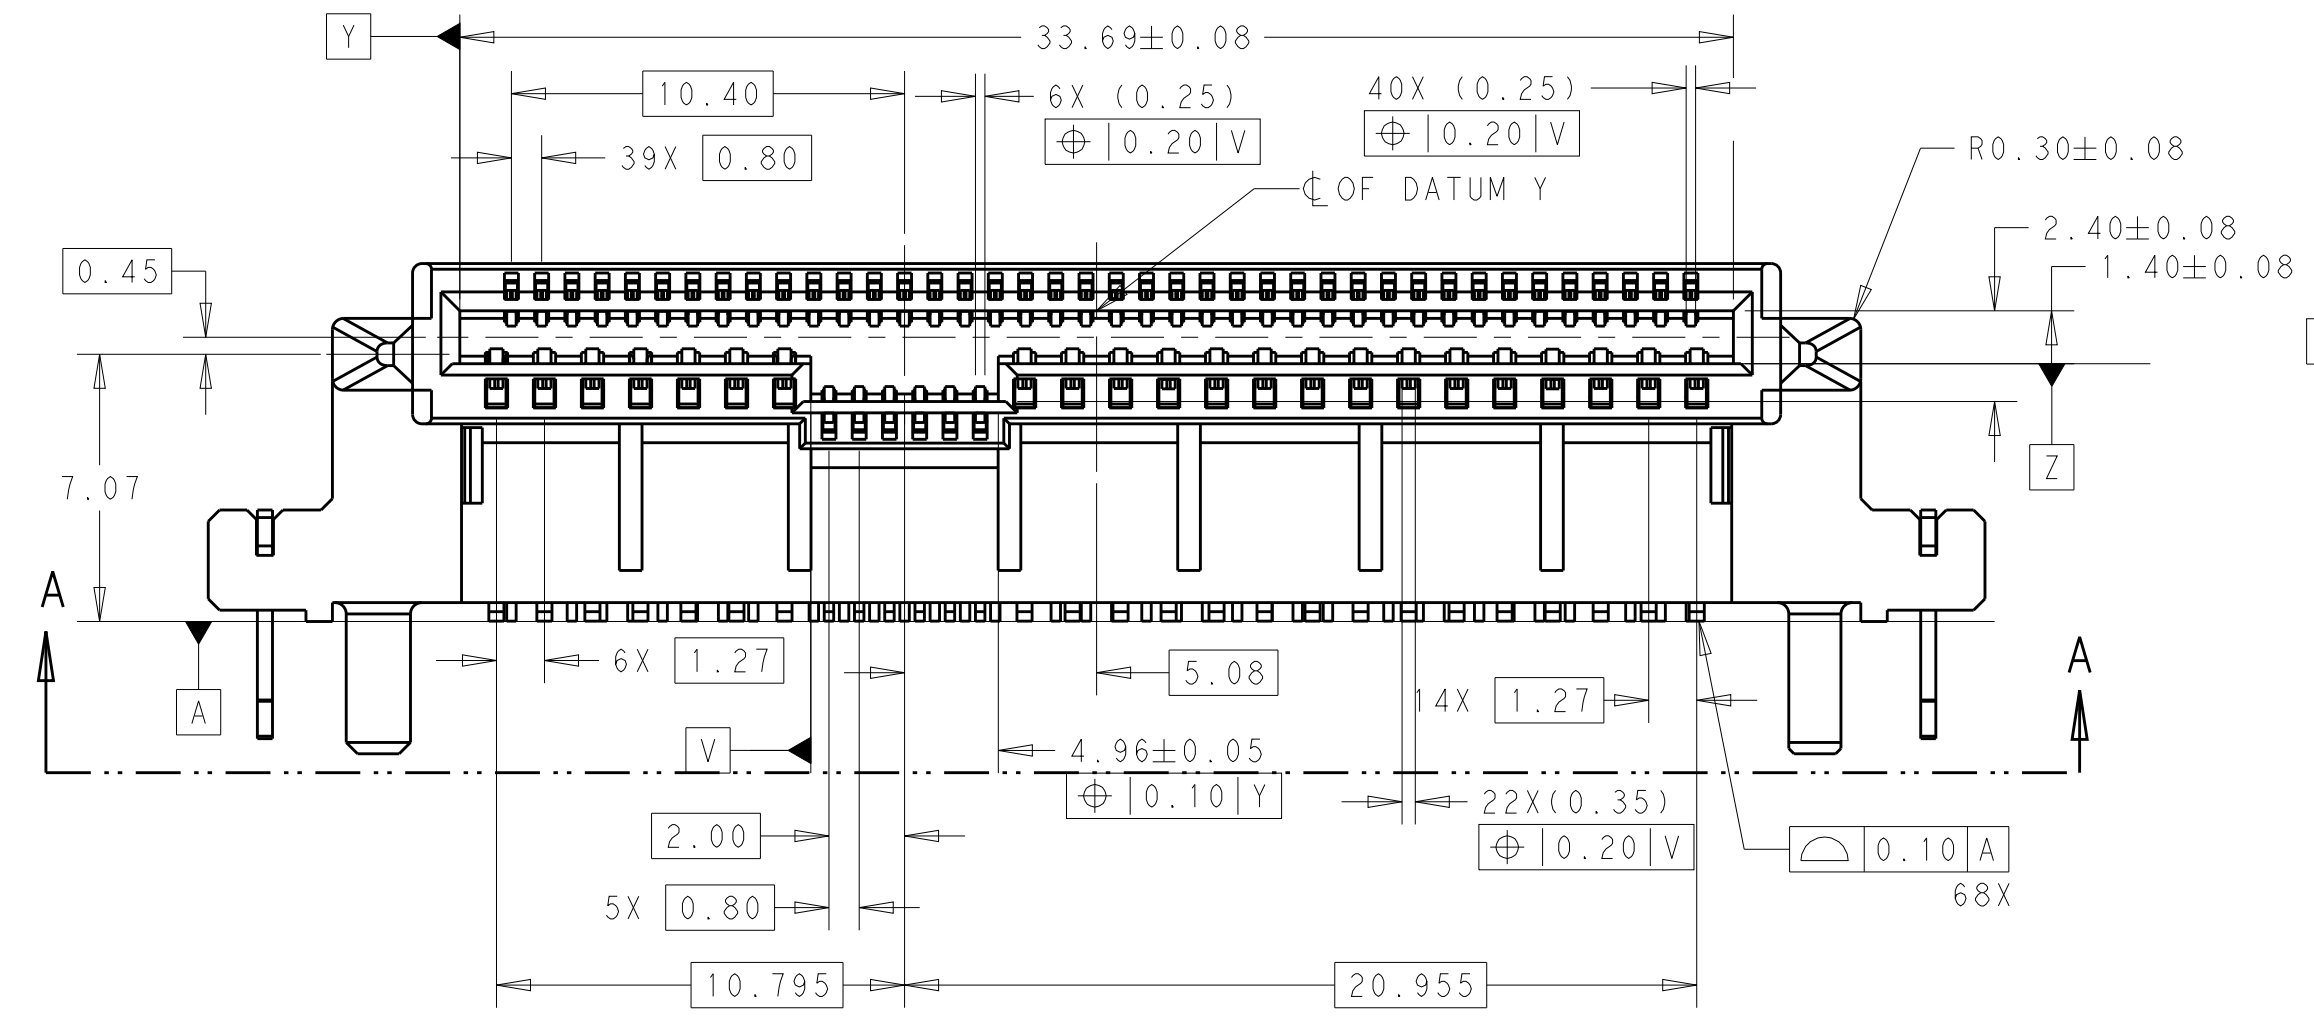 Y
33.69±0.08
10.40
6X (0.25)
⌖ 0.20 V
40X (0.25)
⌖ 0.20 V
39X 0.80
R0.30±0.08
℄ OF DATUM Y
2.40±0.08
1.40±0.08
0.45
7.07
Z
A
A
6X 1.27
5.08
14X 1.27
A
V
4.96±0.05
⌖ 0.10 Y
2.00
22X(0.35)
⌖ 0.20 V
⌓ 0.10 A
68X
5X 0.80
10.795
20.955